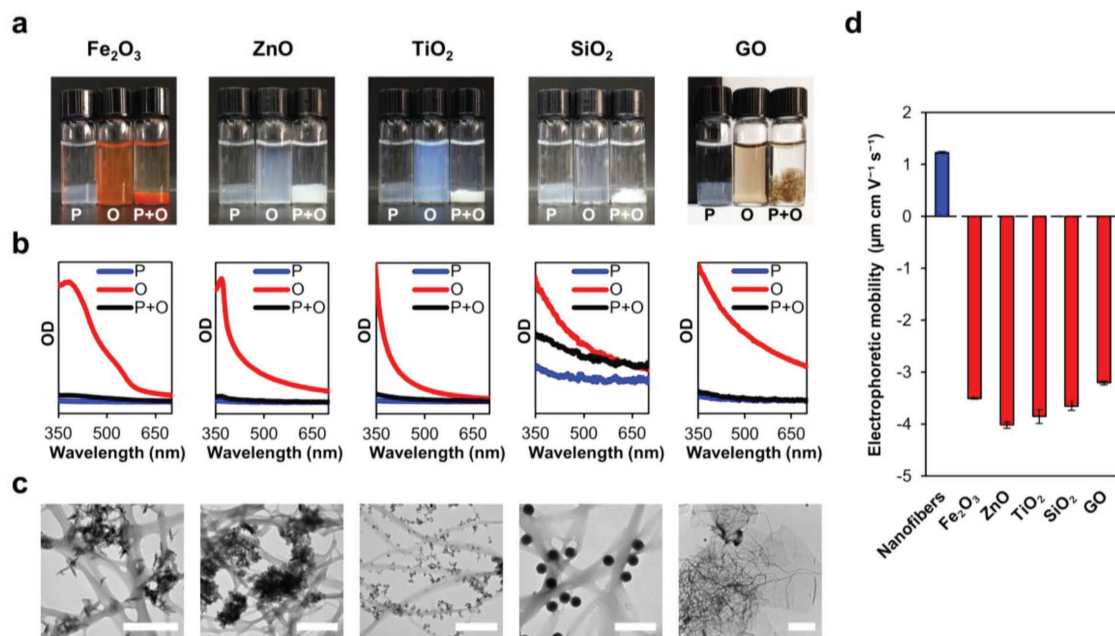 a
Fe₂O₃ ZnO TiO₂ SiO₂ GO
P O P+O P O P+O P O P+O P O P+O P O P+O
b
P P P P P
O O O O O
P+O P+O P+O P+O P+O
OD OD OD OD OD
350 500 650 350 500 650 350 500 650 350 500 650 350 500 650
Wavelength (nm) Wavelength (nm) Wavelength (nm) Wavelength (nm) Wavelength (nm)
c
d
Electrophoretic mobility (µm cm V⁻¹ s⁻¹)
2
1
0
-1
-2
-3
-4
-5
Nanofibers Fe₂O₃ ZnO TiO₂ SiO₂ GO